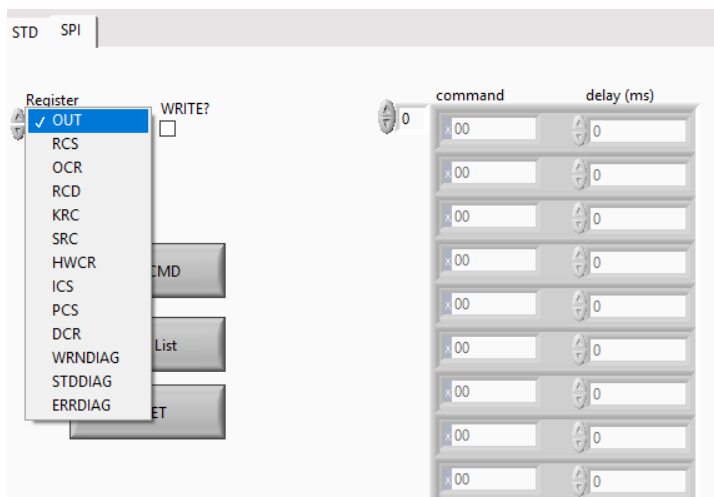 STD SPI
Register WRITE? command delay (ms)
✓ OUT 0 x 00 0
RCS
OCR x 00 0
RCD
KRC x 00 0
SRC
HWCR x 00 0
ICS CMD
PCS x 00 0
DCR
WRNDIAG List x 00 0
STDDIAG
ERRDIAG ET x 00 0
x 00 0
x 00 0